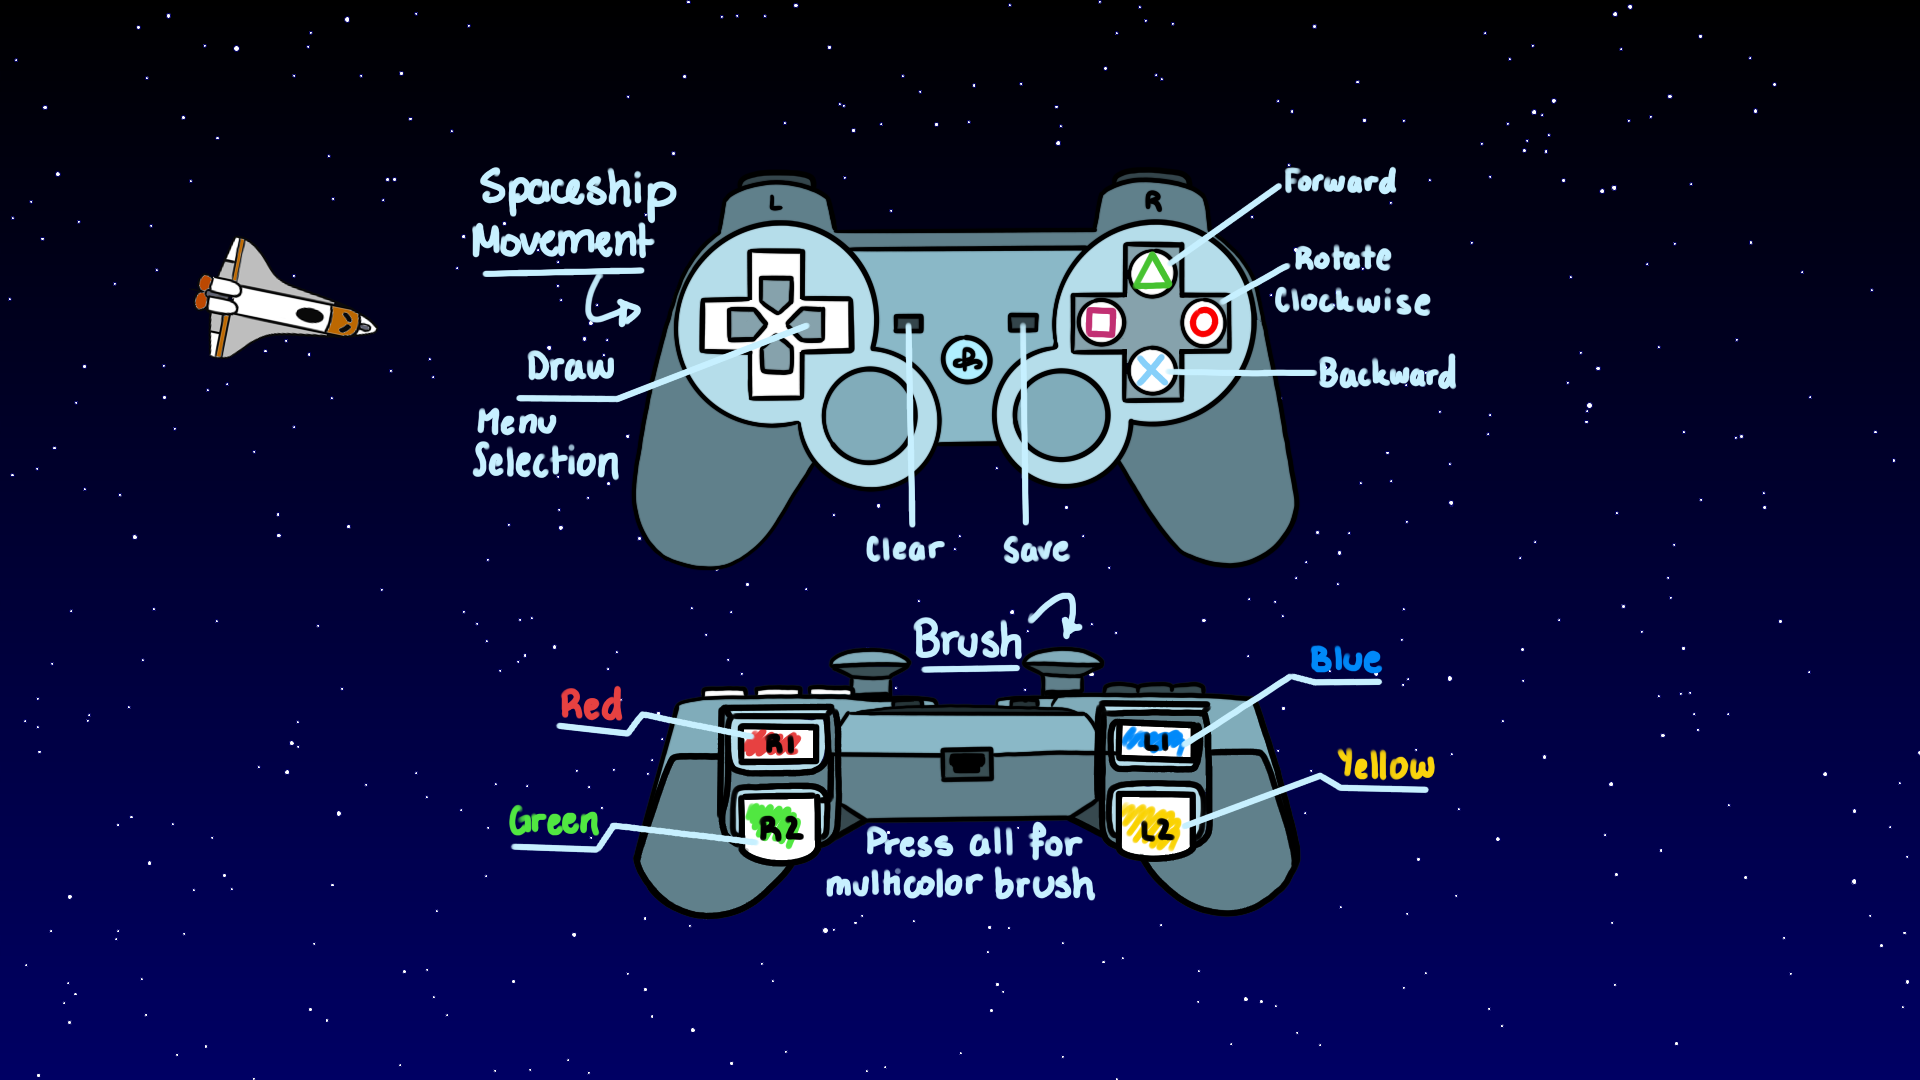 Spaceship
Movement
L
R
Forward
Rotate
Clockwise
Draw
Backward
Menu
Selection
Clear
Save
Brush
Blue
Red
R1
L1
Yellow
Green
R2
L2
Press all for
multicolor brush